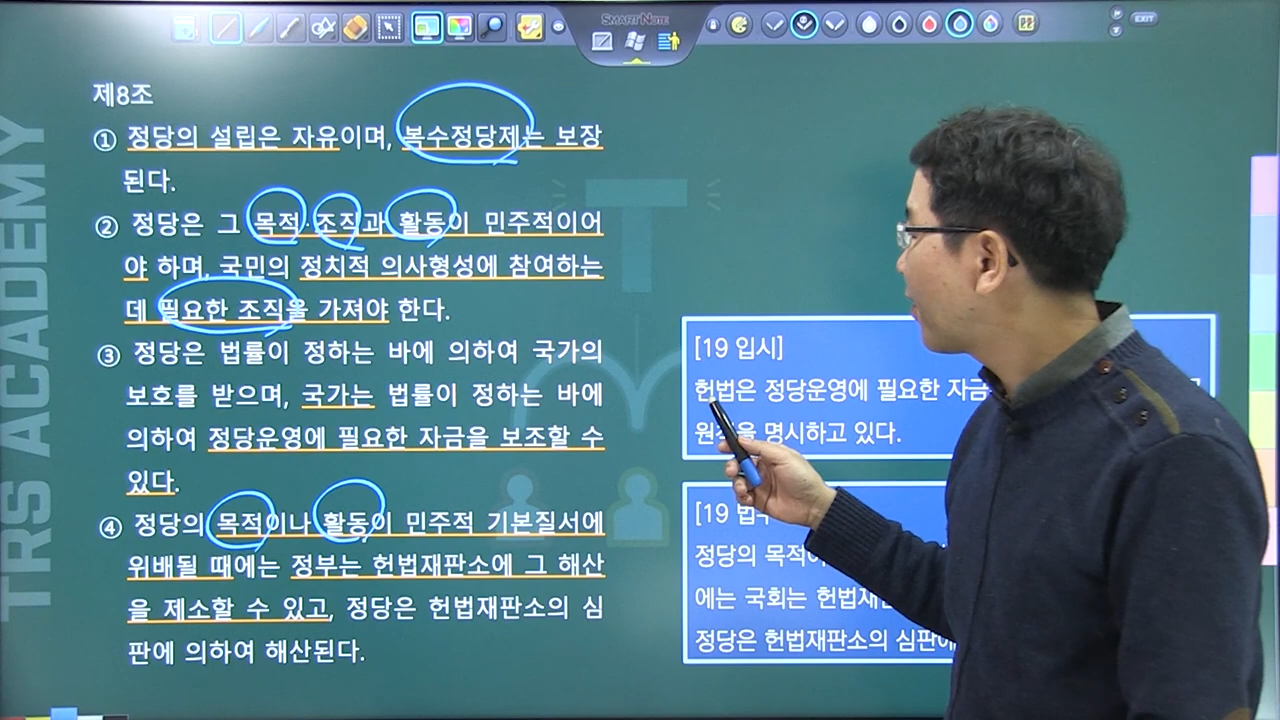 SMART NOTE
EXIT
TRS ACADEMY
제8조
① 정당의 설립은 자유이며, 복수정당제는 보장
된다.
② 정당은 그 목적·조직과 활동이 민주적이어
야 하며, 국민의 정치적 의사형성에 참여하는
데 필요한 조직을 가져야 한다.
③ 정당은 법률이 정하는 바에 의하여 국가의
보호를 받으며, 국가는 법률이 정하는 바에
의하여 정당운영에 필요한 자금을 보조할 수
있다.
④ 정당의 목적이나 활동이 민주적 기본질서에
위배될 때에는 정부는 헌법재판소에 그 해산
을 제소할 수 있고, 정당은 헌법재판소의 심
판에 의하여 해산된다.
[19 입시]
헌법은 정당운영에 필요한 자금
명시하고 있다.
[19 법
정당의
에는 국회는
정당은 헌법재판소의